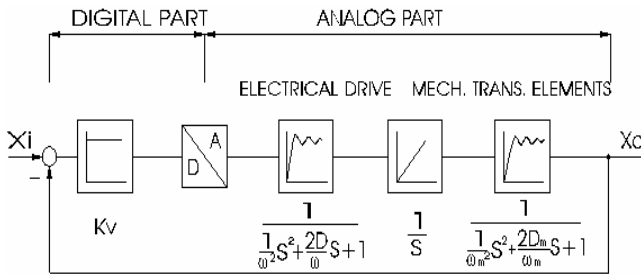 DIGITAL PART ANALOG PART
ELECTRICAL DRIVE MECH. TRANS. ELEMENTS
Xi
Xo
A
D
−
Kv
1 / (1/ω² S²+2D/ω S+1)
1/S
1 / (1/ωm² S²+2Dm/ωm S+1)